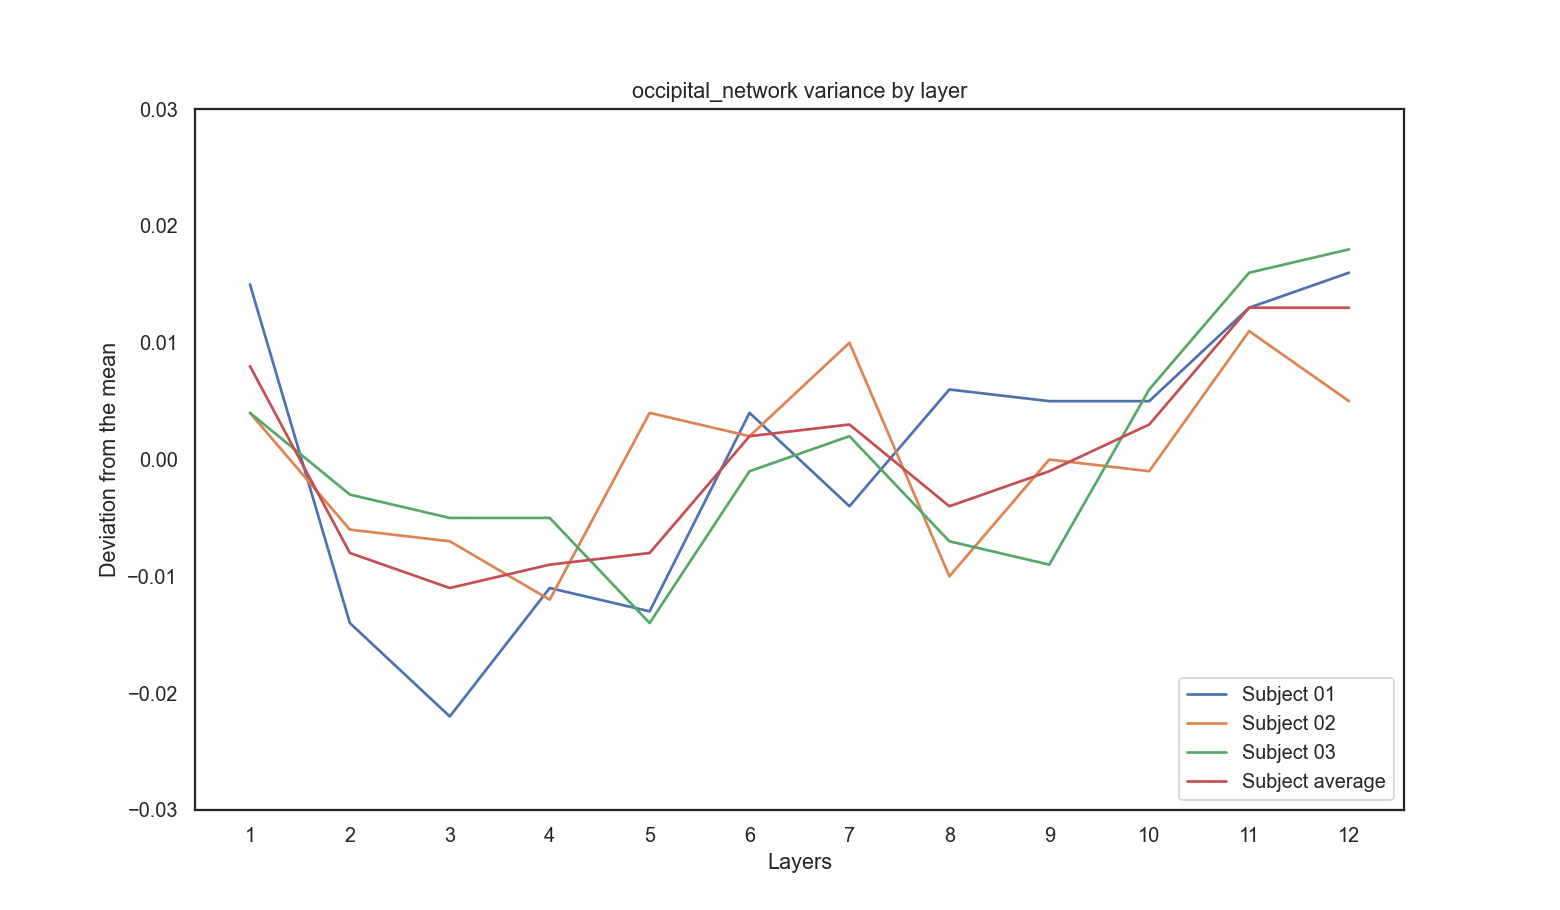 occipital_network variance by layer
0.03
0.02
0.01
0.00
−0.01
−0.02
−0.03
Deviation from the mean
1 2 3 4 5 6 7 8 9 10 11 12
Layers
Subject 01
Subject 02
Subject 03
Subject average